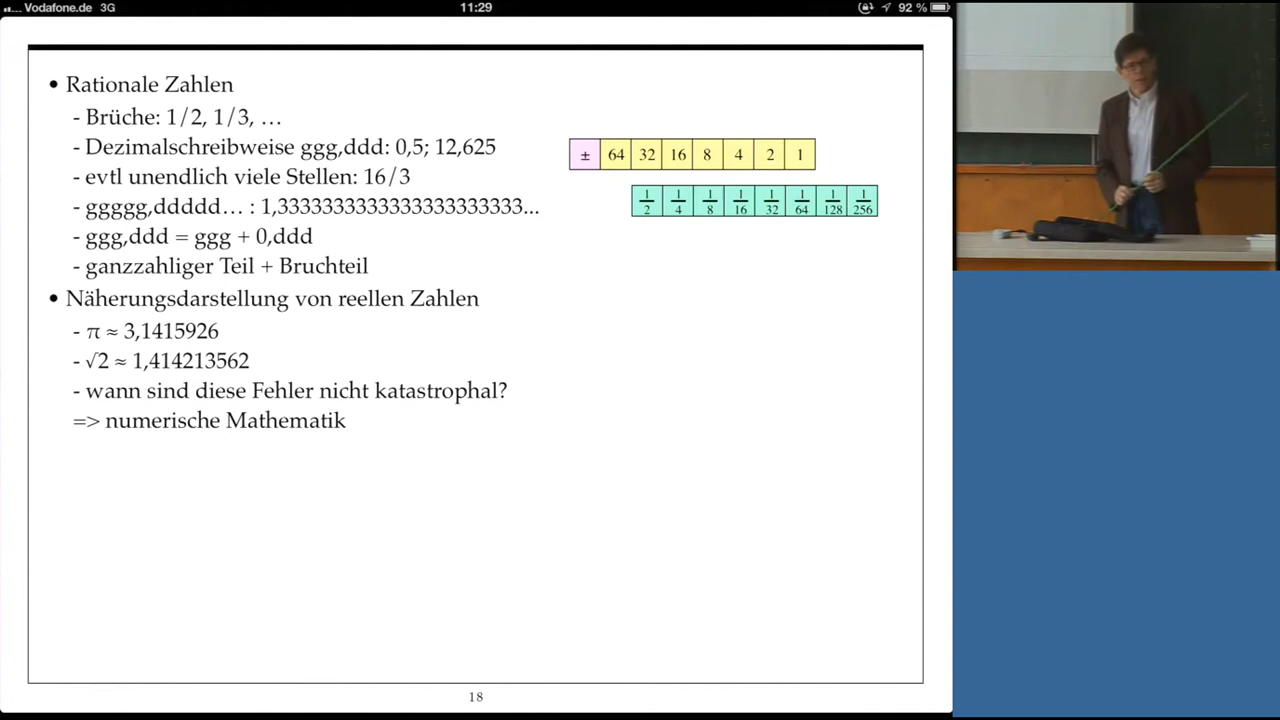 Vodafone.de 3G 11:29 92 %
• Rationale Zahlen
- Brüche: 1/2, 1/3, …
- Dezimalschreibweise ggg,ddd: 0,5; 12,625
- evtl unendlich viele Stellen: 16/3
- ggggg,ddddd… : 1,3333333333333333333333...
- ggg,ddd = ggg + 0,ddd
- ganzzahliger Teil + Bruchteil
± 64 32 16 8 4 2 1
1/2 1/4 1/8 1/16 1/32 1/64 1/128 1/256
• Näherungsdarstellung von reellen Zahlen
- π ≈ 3,1415926
- √2 ≈ 1,414213562
- wann sind diese Fehler nicht katastrophal?
=> numerische Mathematik
18